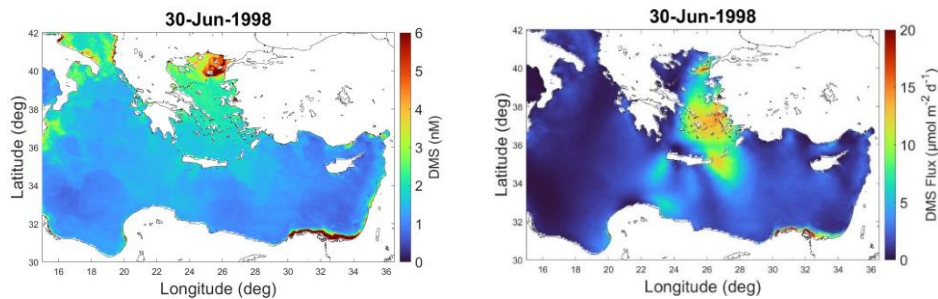 30-Jun-1998
42
40
38
36
34
32
30
Latitude (deg)
15 16 18 20 22 24 26 28 30 32 34 36
Longitude (deg)
6
5
4
3
2
1
0
DMS (nM)
30-Jun-1998
42
40
38
36
34
32
30
Latitude (deg)
16 18 20 22 24 26 28 30 32 34 36
Longitude (deg)
20
15
10
5
0
DMS Flux (μmol m⁻² d⁻¹)